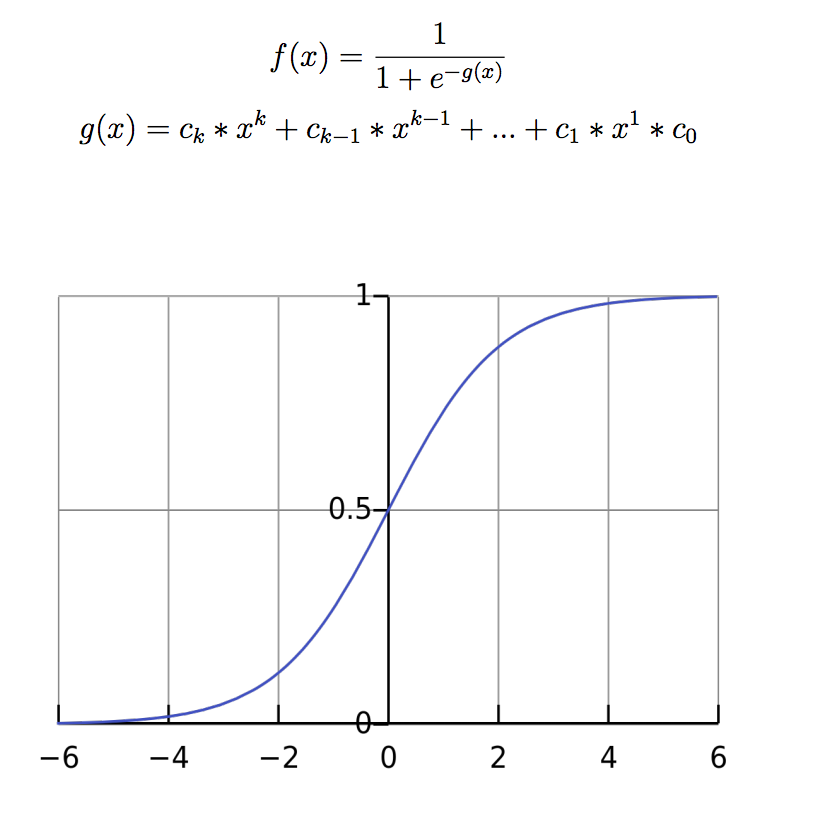 f(x) = 1 / (1 + e^{-g(x)})
g(x) = c_k * x^k + c_{k-1} * x^{k-1} + ... + c_1 * x^1 * c_0
1
0.5
0
−6 −4 −2 0 2 4 6